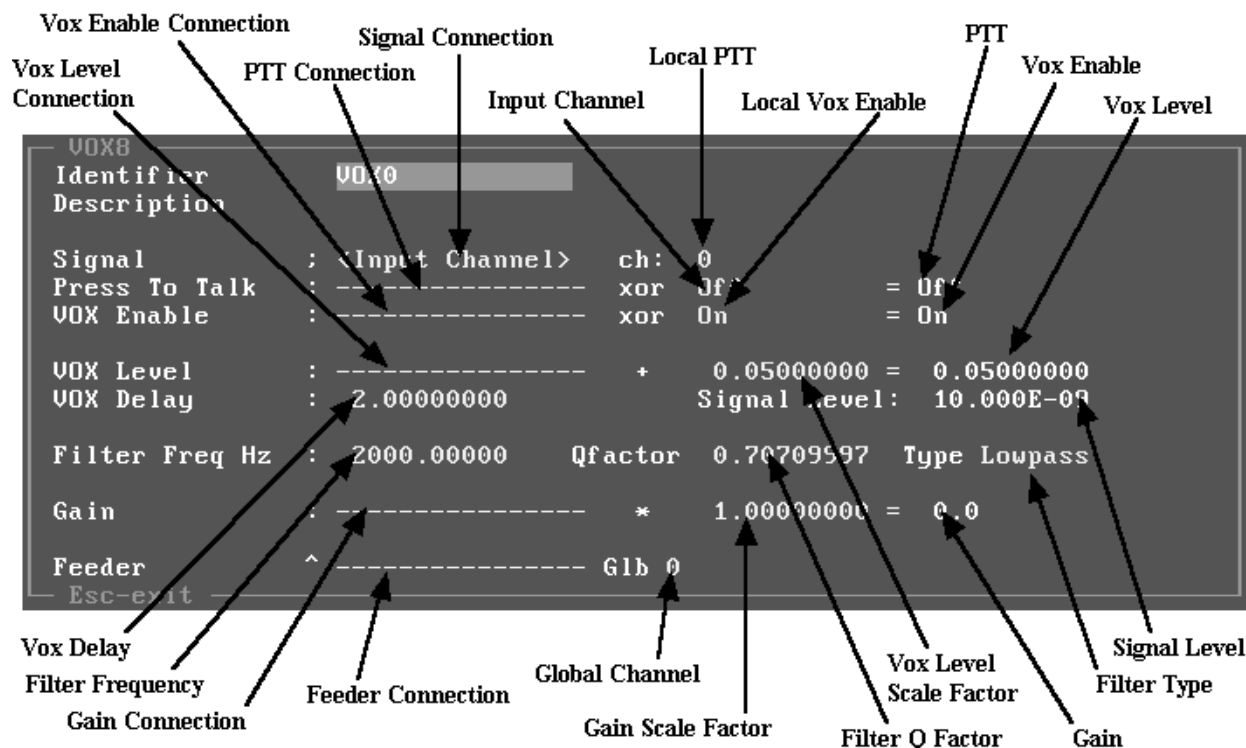 Vox Enable Connection
Signal Connection
PTT
Vox Level
Connection
PTT Connection
Local PTT
Vox Enable
Input Channel
Local Vox Enable
Vox Level
VOX8
Identifier VOX0
Description
Signal : <Input Channel> ch: 0
Press To Talk : --------------- xor Off = Off
VOX Enable : --------------- xor On = On
VOX Level : --------------- + 0.05000000 = 0.05000000
VOX Delay : 2.00000000 Signal Level: 10.000E-09
Filter Freq Hz : 2000.00000 Qfactor 0.70709997 Type Lowpass
Gain : --------------- * 1.00000000 = 0.0
Feeder ^ --------------- Glb 0
Esc-exit
Vox Delay
Filter Frequency
Gain Connection
Feeder Connection
Global Channel
Gain Scale Factor
Vox Level
Scale Factor
Filter Q Factor
Signal Level
Filter Type
Gain